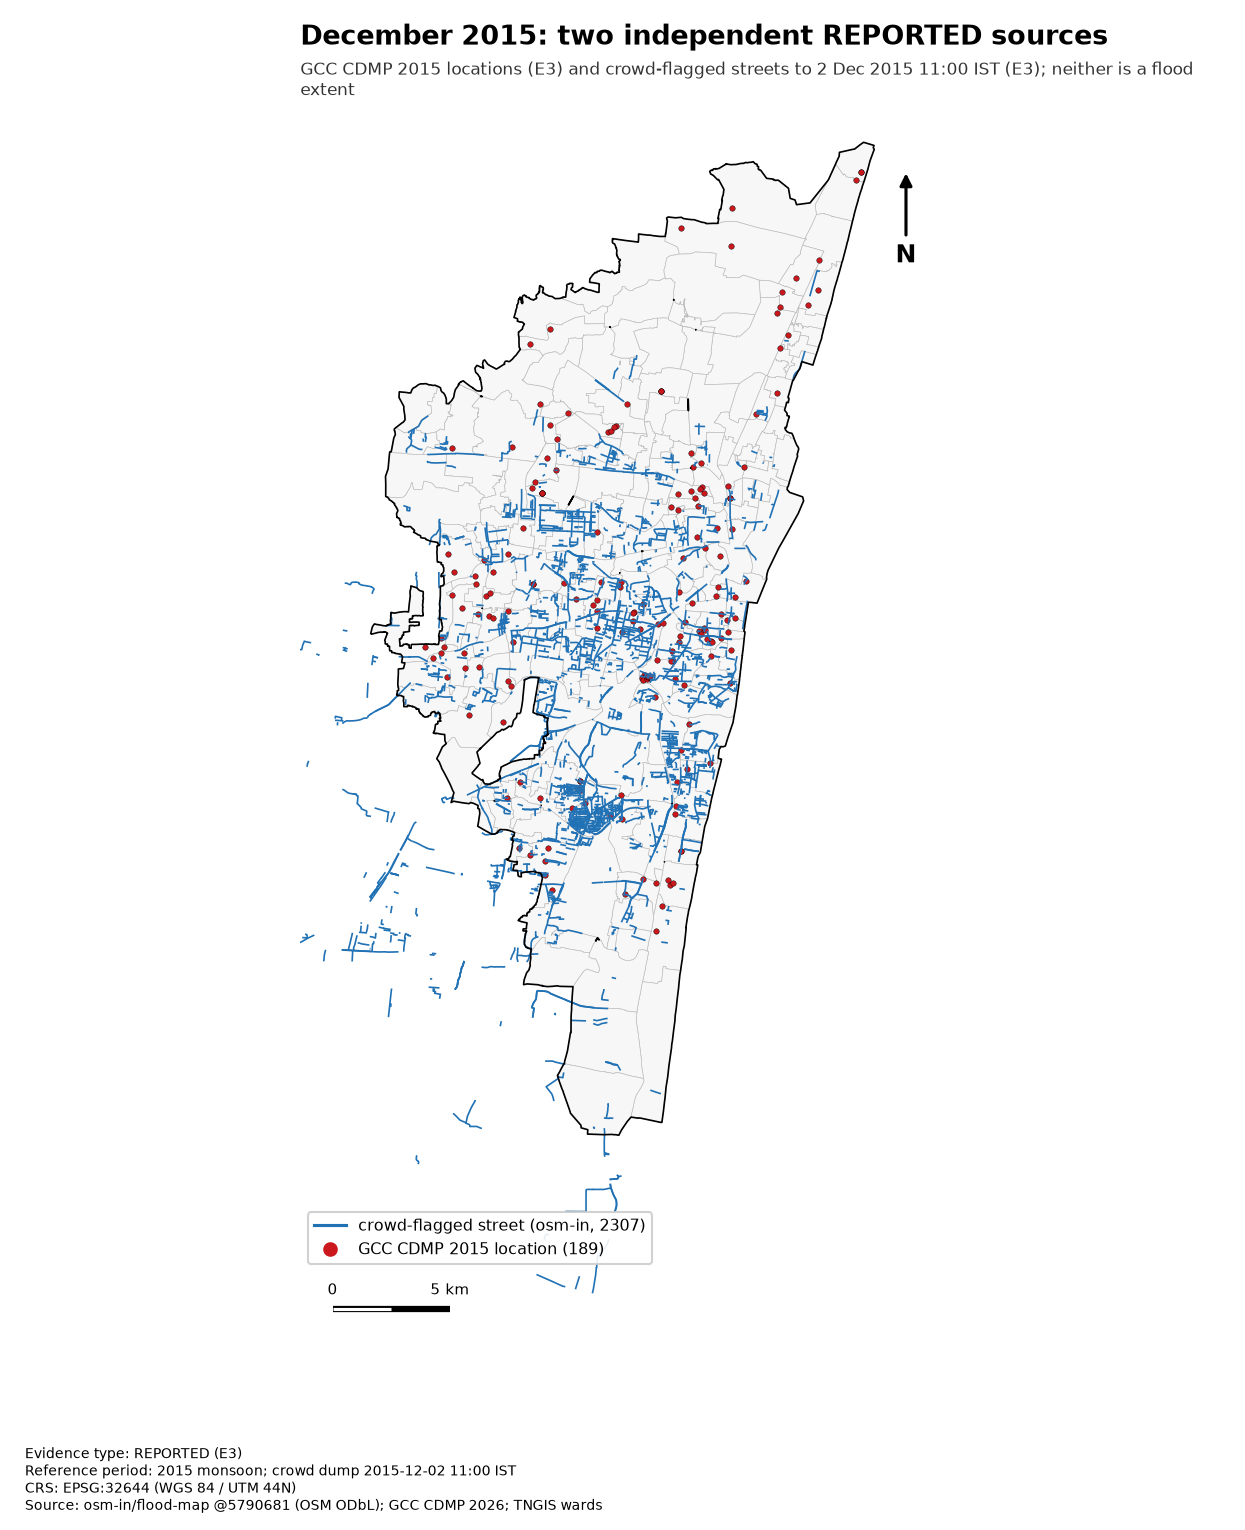 December 2015: two independent REPORTED sources
GCC CDMP 2015 locations (E3) and crowd-flagged streets to 2 Dec 2015 11:00 IST (E3); neither is a flood
extent
N
crowd-flagged street (osm-in, 2307)
GCC CDMP 2015 location (189)
0 5 km
Evidence type: REPORTED (E3)
Reference period: 2015 monsoon; crowd dump 2015-12-02 11:00 IST
CRS: EPSG:32644 (WGS 84 / UTM 44N)
Source: osm-in/flood-map @5790681 (OSM ODbL); GCC CDMP 2026; TNGIS wards